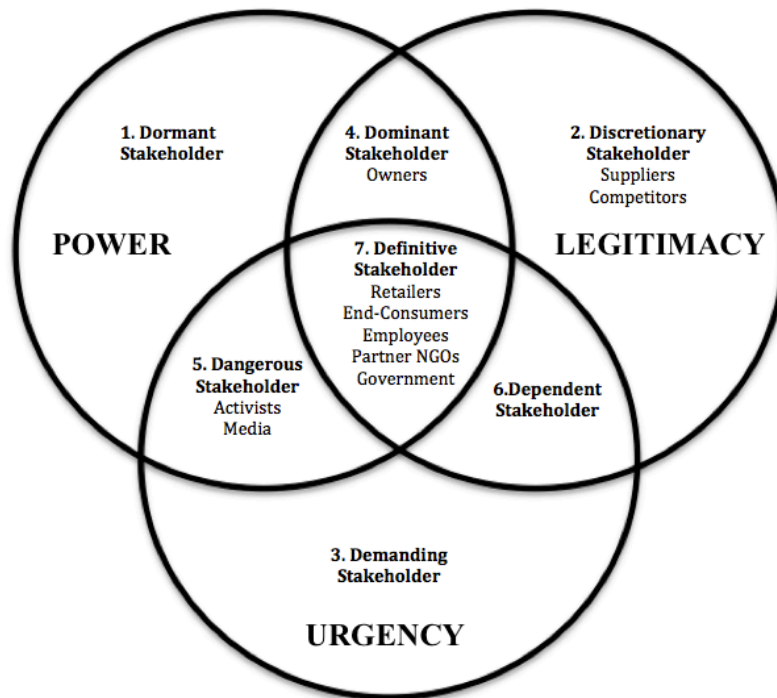 1. Dormant
Stakeholder
4. Dominant
Stakeholder
Owners
2. Discretionary
Stakeholder
Suppliers
Competitors
POWER
LEGITIMACY
7. Definitive
Stakeholder
Retailers
End-Consumers
Employees
Partner NGOs
Government
5. Dangerous
Stakeholder
Activists
Media
6.Dependent
Stakeholder
3. Demanding
Stakeholder
URGENCY